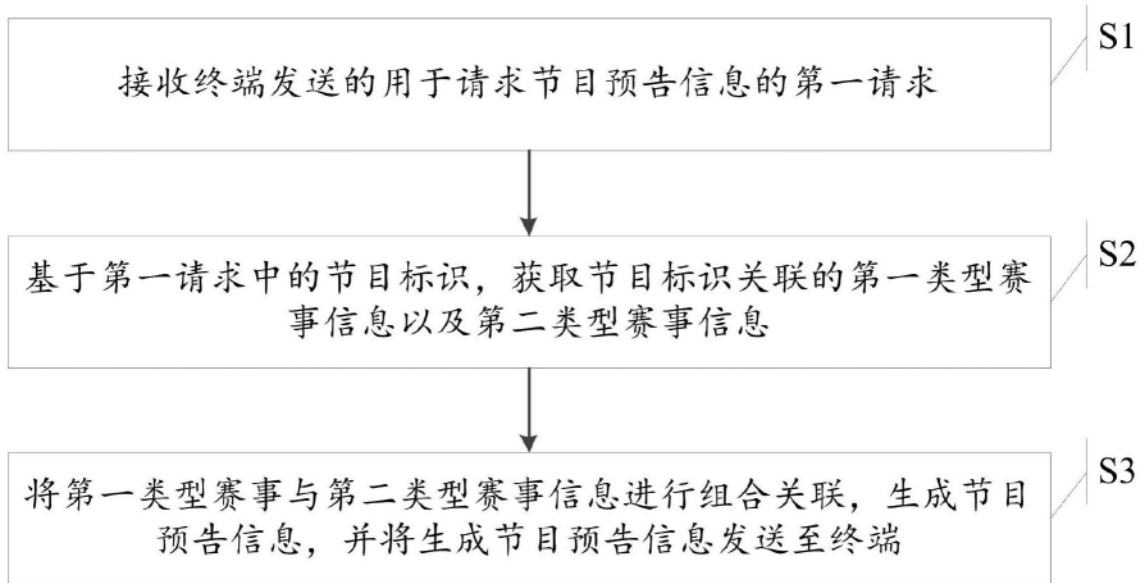 S1
接收终端发送的用于请求节目预告信息的第一请求
S2
基于第一请求中的节目标识，获取节目标识关联的第一类型赛
事信息以及第二类型赛事信息
S3
将第一类型赛事与第二类型赛事信息进行组合关联，生成节目
预告信息，并将生成节目预告信息发送至终端